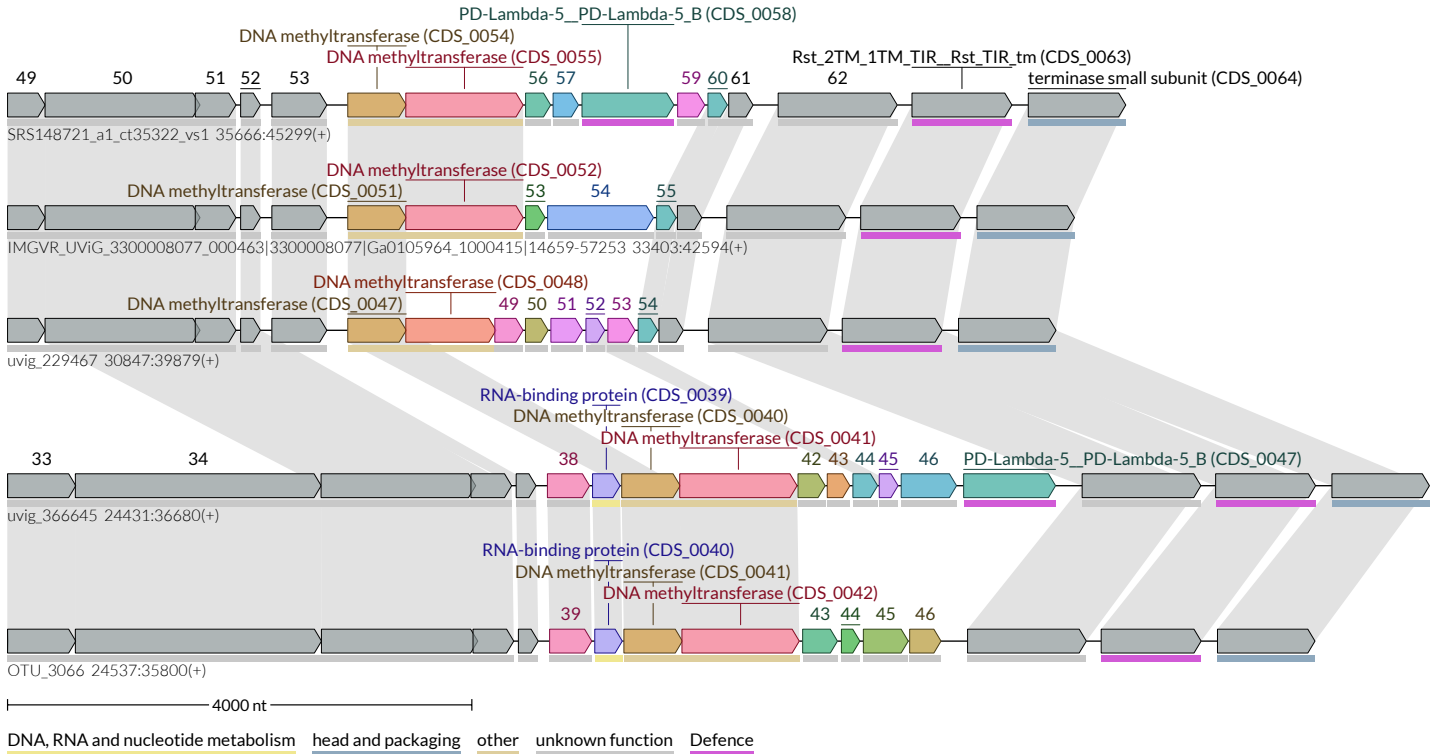 PD-Lambda-5__PD-Lambda-5_B (CDS_0058)
DNA methyltransferase (CDS_0054)
DNA methyltransferase (CDS_0055)
Rst_2TM_1TM_TIR__Rst_TIR_tm (CDS_0063)
49 50 51 52 53 56 57 59 60 61 62 terminase small subunit (CDS_0064)
SRS148721_a1_ct35322_vs1 35666:45299(+)
DNA methyltransferase (CDS_0052)
DNA methyltransferase (CDS_0051) 53 54 55
IMGVR_UViG_3300008077_000463|3300008077|Ga0105964_1000415|14659-57253 33403:42594(+)
DNA methyltransferase (CDS_0048)
DNA methyltransferase (CDS_0047) 49 50 51 52 53 54
uvig_229467 30847:39879(+)
RNA-binding protein (CDS_0039)
DNA methyltransferase (CDS_0040)
DNA methyltransferase (CDS_0041)
33 34 38 42 43 44 45 46 PD-Lambda-5__PD-Lambda-5_B (CDS_0047)
uvig_366645 24431:36680(+)
RNA-binding protein (CDS_0040)
DNA methyltransferase (CDS_0041)
DNA methyltransferase (CDS_0042)
39 43 44 45 46
OTU_3066 24537:35800(+)
4000 nt
DNA, RNA and nucleotide metabolism head and packaging other unknown function Defence